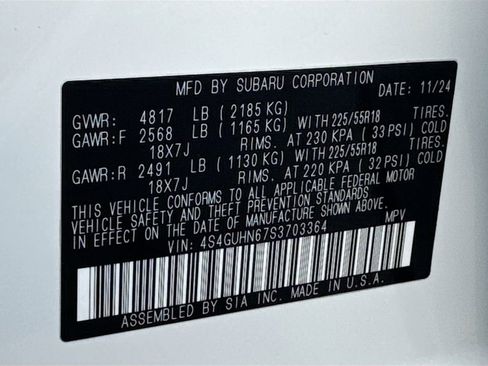 MFD BY SUBARU CORPORATION
DATE: 11/24
GVWR: 4817 LB ( 2185 KG)
GAWR:F 2568 LB ( 1165 KG) WITH 225/55R18 TIRES.
18X7J RIMS. AT 230 KPA ( 33 PSI) COLD
GAWR:R 2491 LB ( 1130 KG) WITH 225/55R18 TIRES.
18X7J RIMS. AT 220 KPA ( 32 PSI) COLD
THIS VEHICLE CONFORMS TO ALL APPLICABLE FEDERAL MOTOR
VEHICLE SAFETY AND THEFT PREVENTION STANDARDS
IN EFFECT ON THE DATE OF MANUFACTURE SHOWN ABOVE.
VIN: 4S4GUHN67S3703364 MPV
ASSEMBLED BY SIA INC. MADE IN U.S.A.